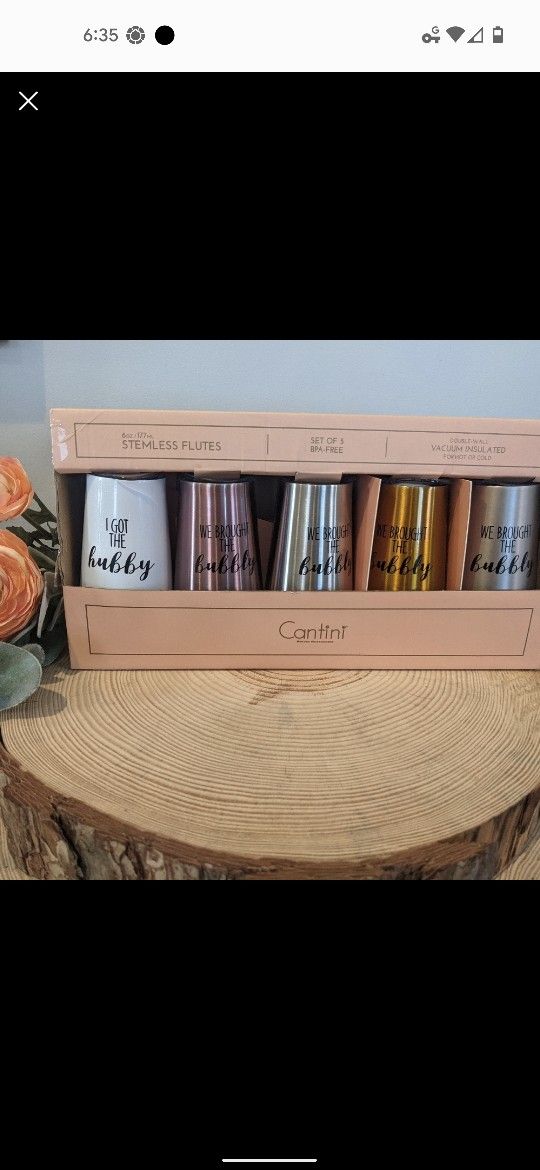 6:35
6oz/177mL
STEMLESS FLUTES
SET OF 5
BPA-FREE
DOUBLE-WALL
VACUUM INSULATED
FOR HOT OR COLD
I GOT
THE
hubby
WE BROUGHT
THE
bubbly
WE BROUGHT
THE
bubbly
WE BROUGHT
THE
bubbly
WE BROUGHT
THE
bubbly
Cantini